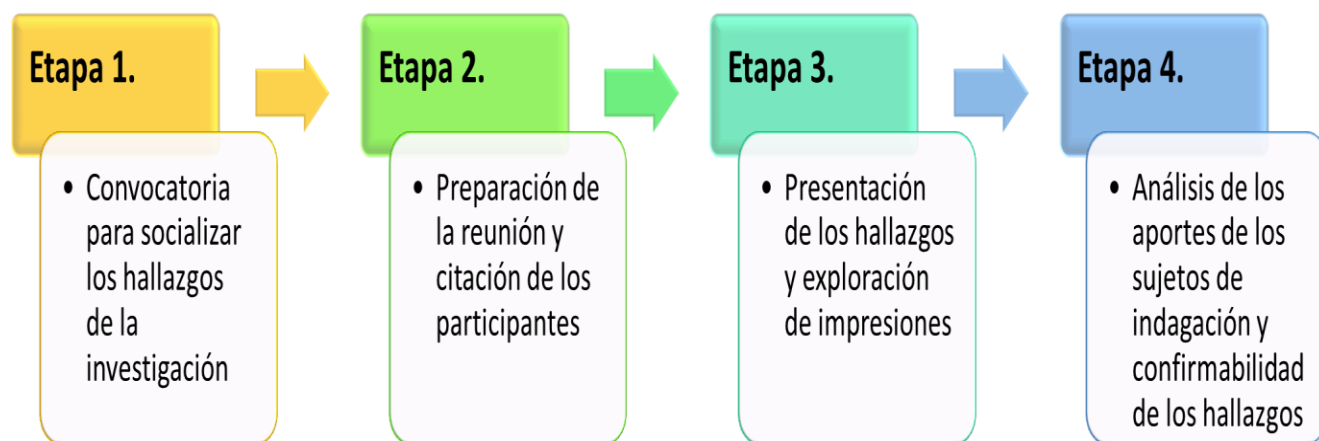 Etapa 1.
• Convocatoria
para socializar
los hallazgos
de la
investigación
Etapa 2.
• Preparación de
la reunión y
citación de los
participantes
Etapa 3.
• Presentación
de los hallazgos
y exploración
de impresiones
Etapa 4.
• Análisis de los
aportes de los
sujetos de
indagación y
confirmabilidad
de los hallazgos